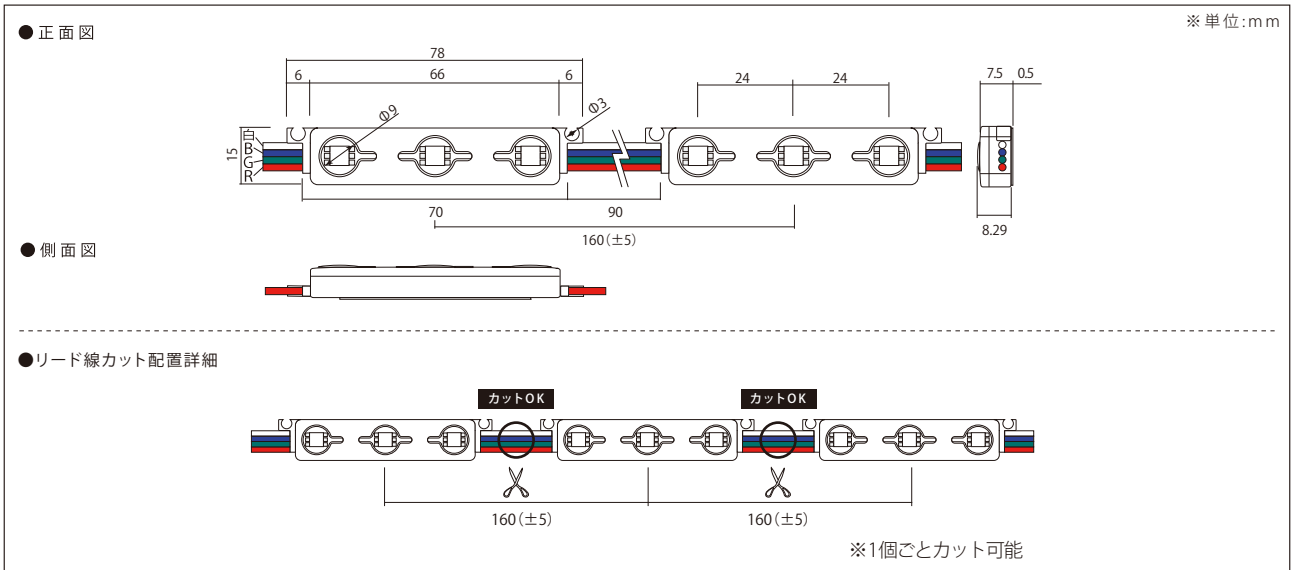 ※単位:mm
●正面図
78
6 66 6
24 24
7.5 0.5
Φ9
Φ3
15
白
B
G
R
70 90
160(±5)
8.29
●側面図
●リード線カット配置詳細
カットOK カットOK
160(±5) 160(±5)
※1個ごとカット可能